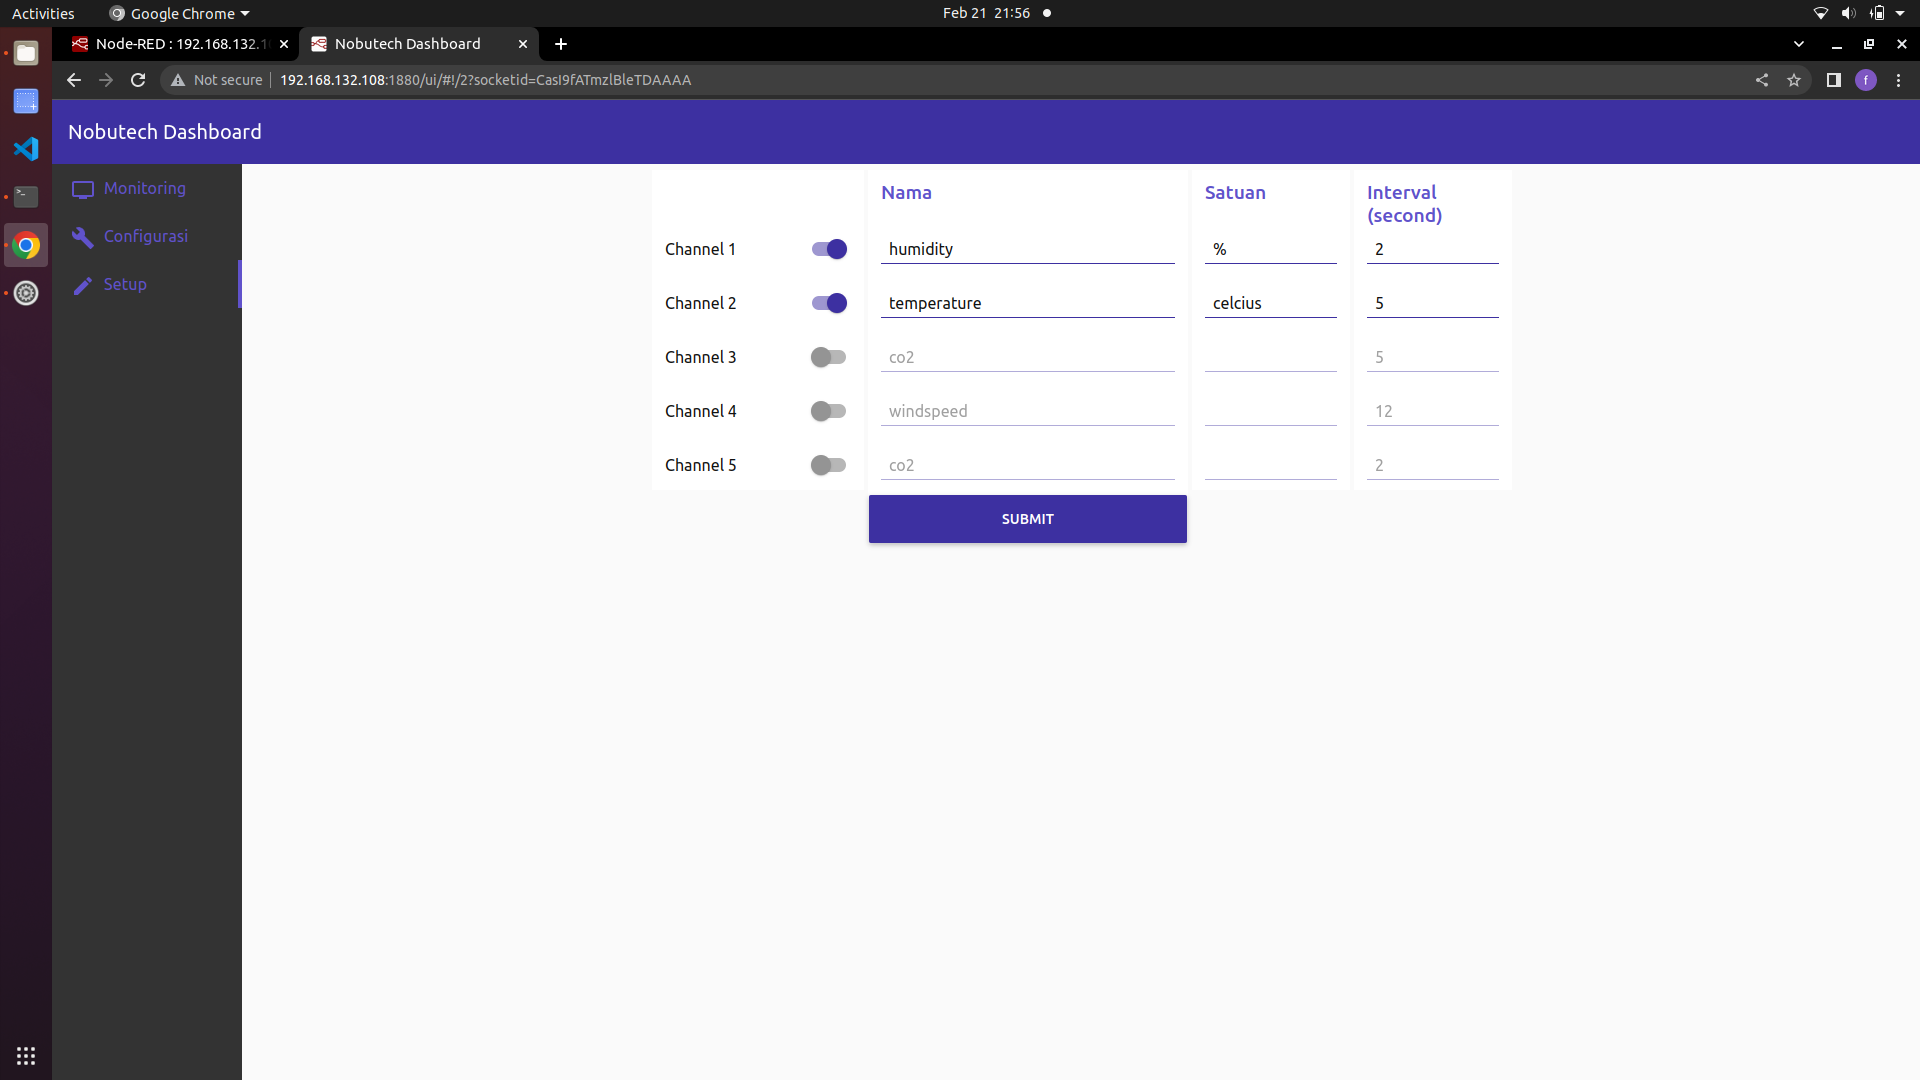 Activities
Google Chrome
Feb 21 21:56
Node-RED : 192.168.132.1
Nobutech Dashboard
Not secure
192.168.132.108:1880/ui/#!/2?socketid=CasI9fATmzlBleTDAAAA
f
Nobutech Dashboard
Monitoring
Configurasi
Setup
Nama Satuan Interval
(second)
Channel 1 humidity % 2
Channel 2 temperature celcius 5
Channel 3 co2 5
Channel 4 windspeed 12
Channel 5 co2 2
SUBMIT